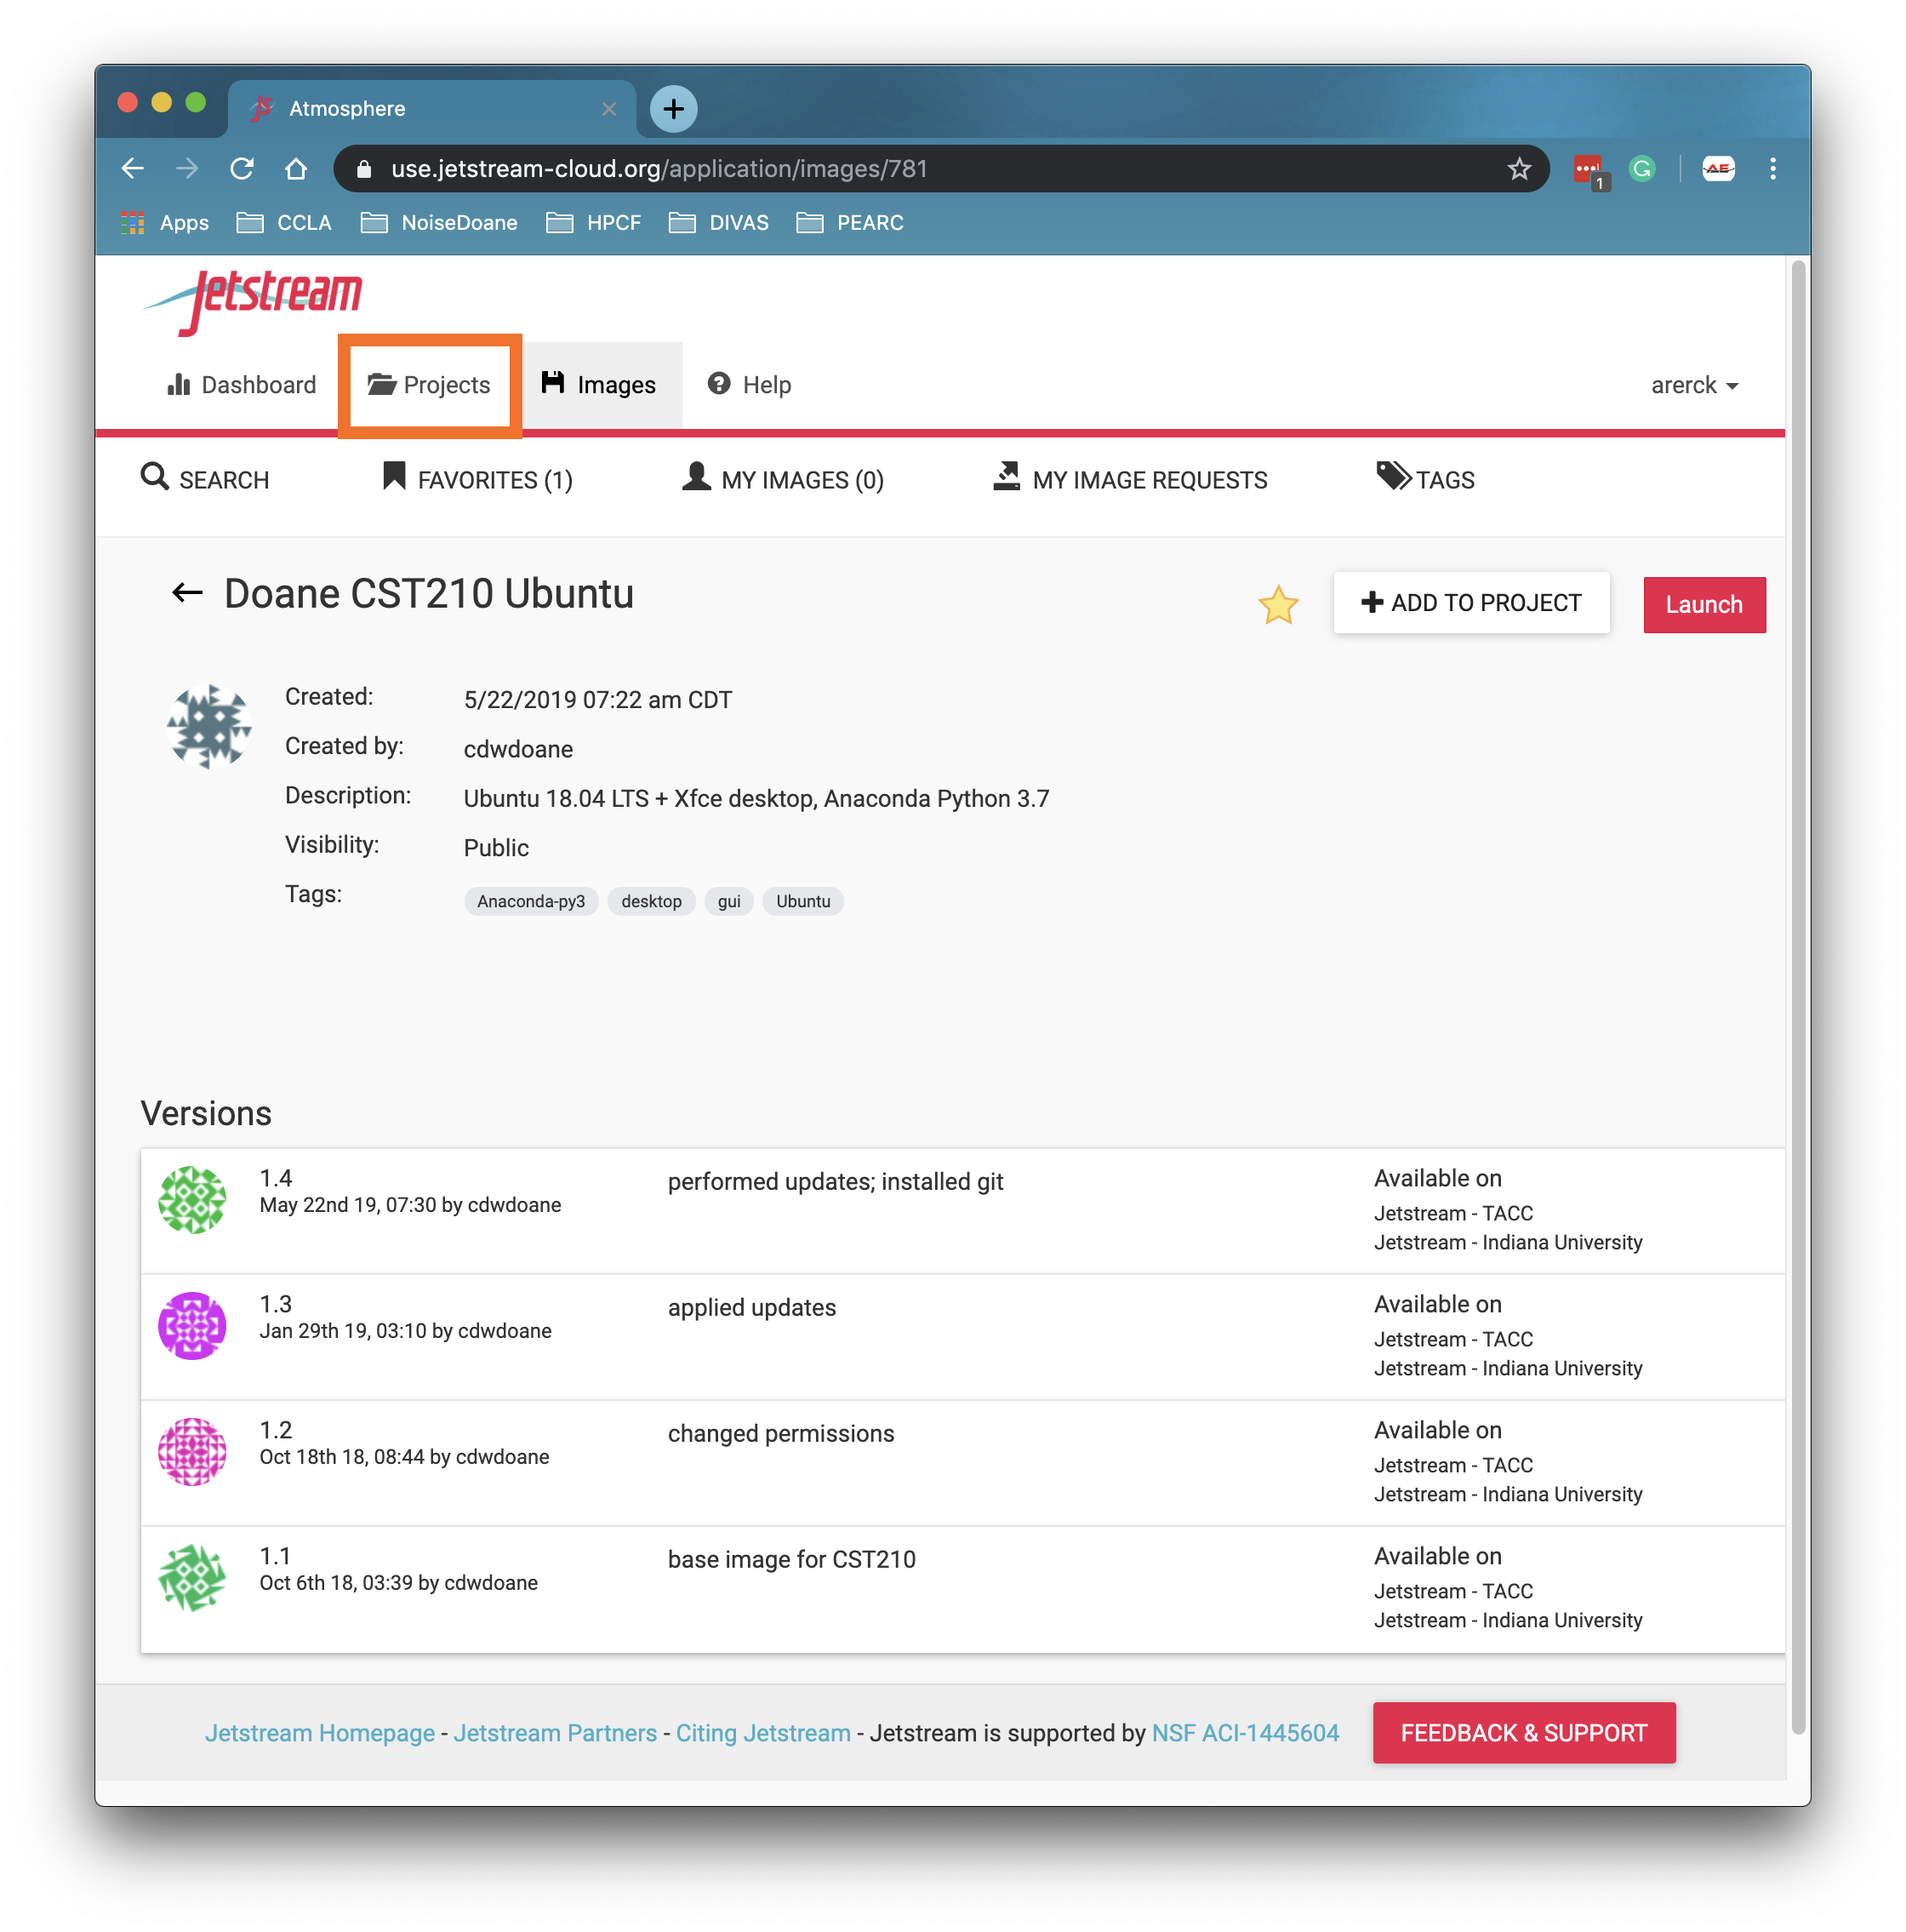 Atmosphere
use.jetstream-cloud.org/application/images/781
1
G
AE
Apps CCLA NoiseDoane HPCF DIVAS PEARC
Jetstream
Dashboard Projects Images Help arerck
SEARCH FAVORITES (1) MY IMAGES (0) MY IMAGE REQUESTS TAGS
Doane CST210 Ubuntu
ADD TO PROJECT Launch
Created: 5/22/2019 07:22 am CDT
Created by: cdwdoane
Description: Ubuntu 18.04 LTS + Xfce desktop, Anaconda Python 3.7
Visibility: Public
Tags: Anaconda-py3 desktop gui Ubuntu
Versions
1.4
May 22nd 19, 07:30 by cdwdoane
performed updates; installed git
Available on
Jetstream - TACC
Jetstream - Indiana University
1.3
Jan 29th 19, 03:10 by cdwdoane
applied updates
Available on
Jetstream - TACC
Jetstream - Indiana University
1.2
Oct 18th 18, 08:44 by cdwdoane
changed permissions
Available on
Jetstream - TACC
Jetstream - Indiana University
1.1
Oct 6th 18, 03:39 by cdwdoane
base image for CST210
Available on
Jetstream - TACC
Jetstream - Indiana University
Jetstream Homepage - Jetstream Partners - Citing Jetstream - Jetstream is supported by NSF ACI-1445604 FEEDBACK & SUPPORT